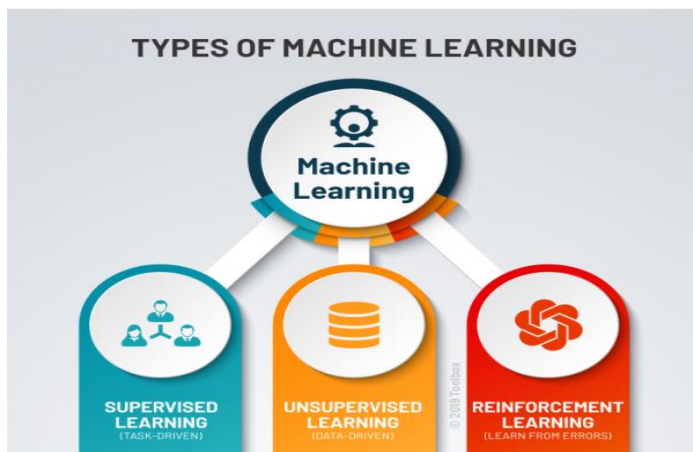 TYPES OF MACHINE LEARNING
Machine
Learning
SUPERVISED
LEARNING
(TASK-DRIVEN)
UNSUPERVISED
LEARNING
(DATA-DRIVEN)
REINFORCEMENT
LEARNING
(LEARN FROM ERRORS)
© 2019 Toolbox